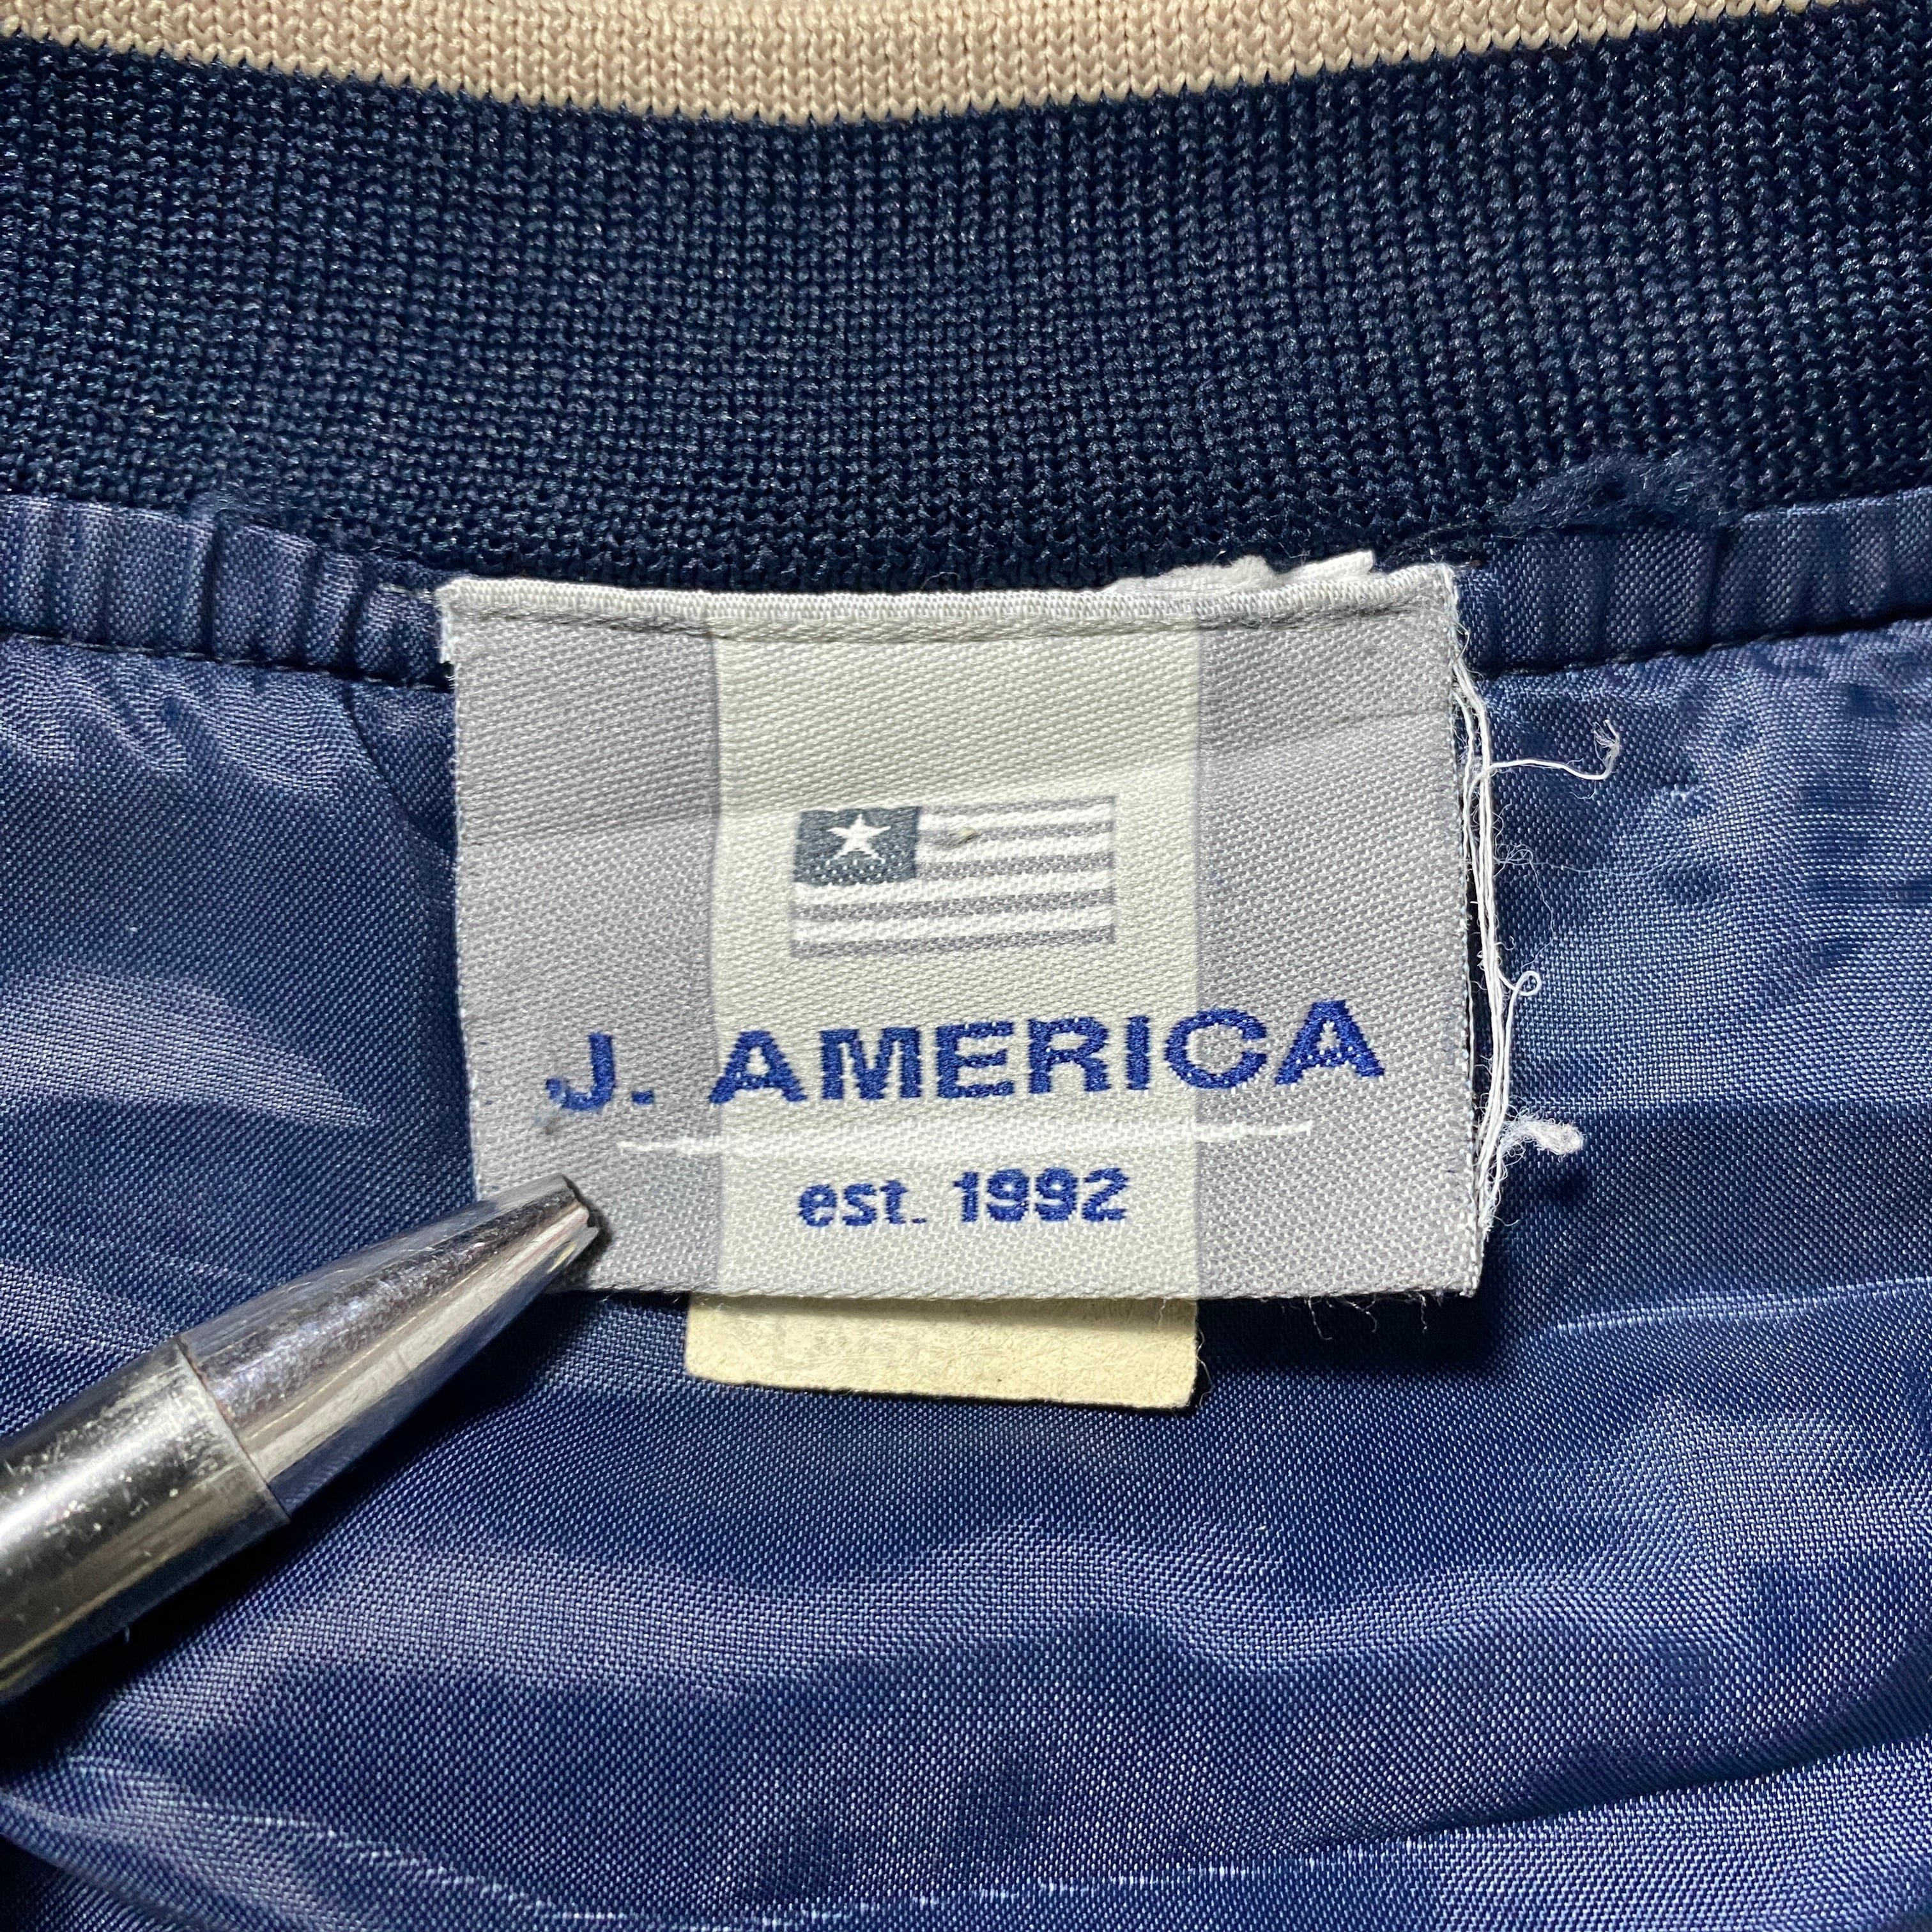 J. AMERICA
est. 1992